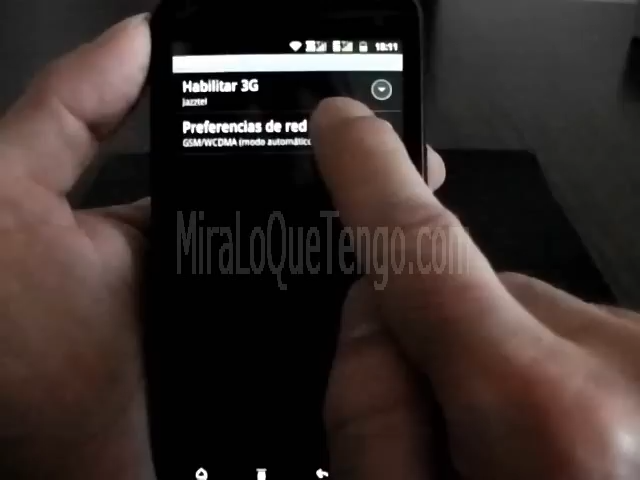 18:11
Habilitar 3G
Jazztel
Preferencias de red
GSM/WCDMA (modo automático
MiraLoQueTengo.com